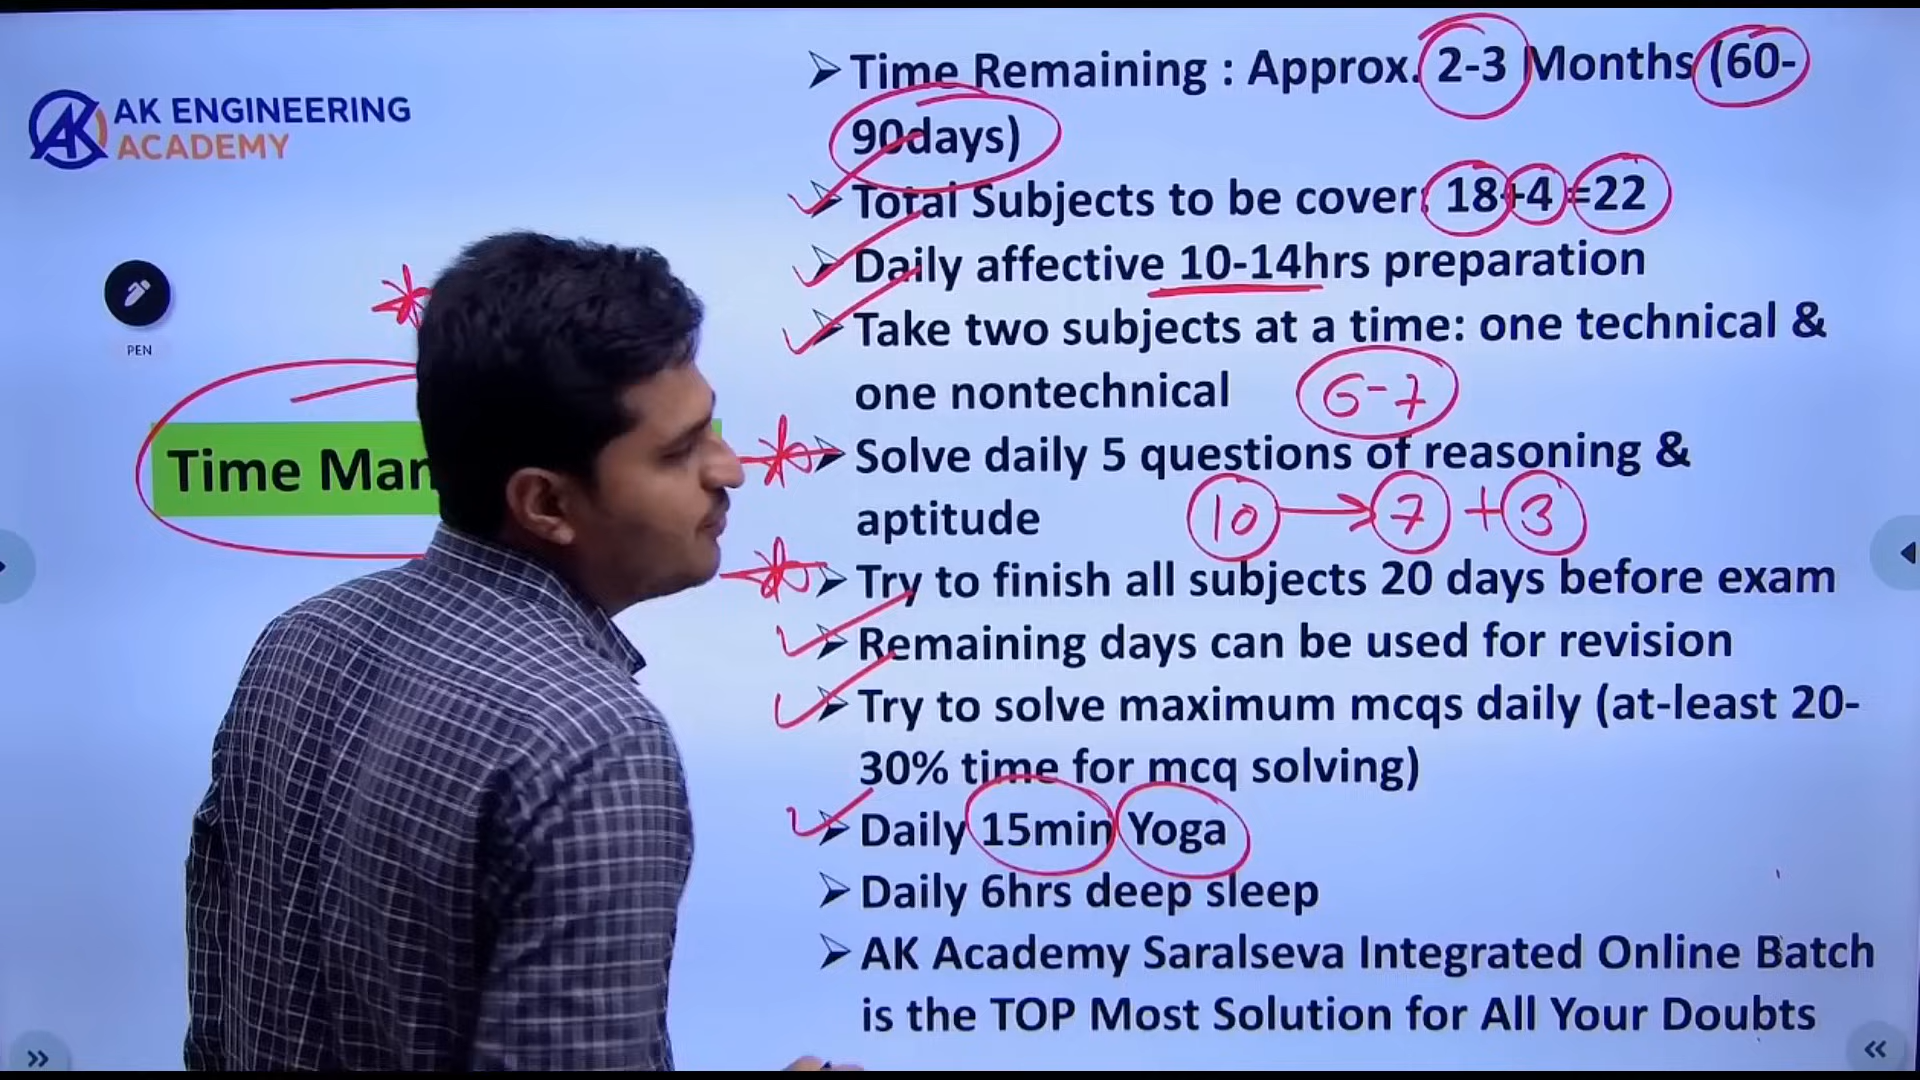 AK ENGINEERING
ACADEMY
PEN
Time Man
Time Remaining : Approx. 2-3 Months (60-
90days)
Total Subjects to be cover: 18+4=22
Daily affective 10-14hrs preparation
Take two subjects at a time: one technical &
one nontechnical
6-7
Solve daily 5 questions of reasoning &
aptitude
10 → 7 + 3
Try to finish all subjects 20 days before exam
Remaining days can be used for revision
Try to solve maximum mcqs daily (at-least 20-
30% time for mcq solving)
Daily 15min Yoga
Daily 6hrs deep sleep
AK Academy Saralseva Integrated Online Batch
is the TOP Most Solution for All Your Doubts